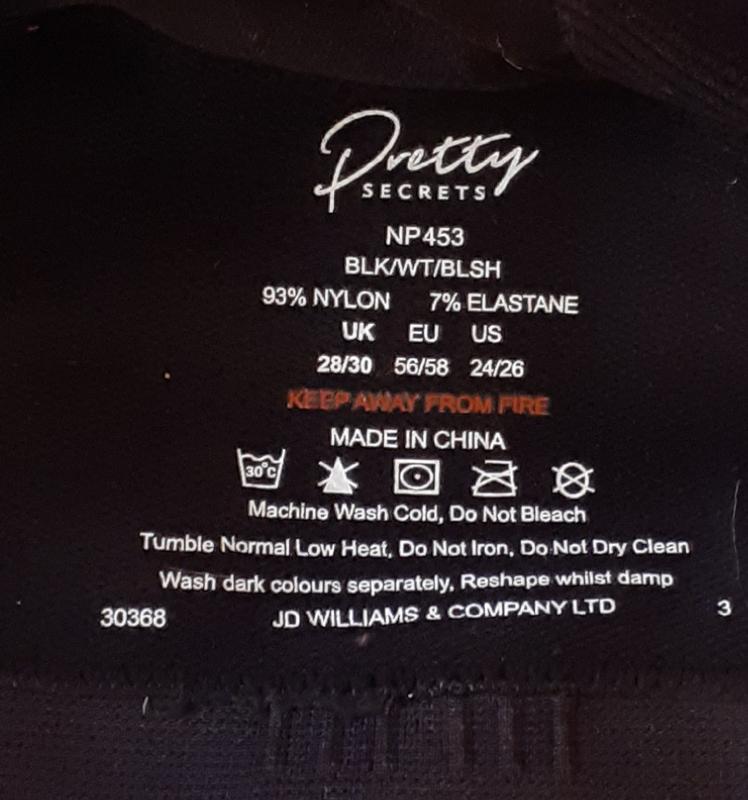 Pretty
SECRETS
NP453
BLK/WT/BLSH
93% NYLON 7% ELASTANE
UK EU US
28/30 56/58 24/26
KEEP AWAY FROM FIRE
MADE IN CHINA
30°C
Machine Wash Cold, Do Not Bleach
Tumble Normal Low Heat, Do Not Iron, Do Not Dry Clean
Wash dark colours separately, Reshape whilst damp
30368 JD WILLIAMS & COMPANY LTD 3